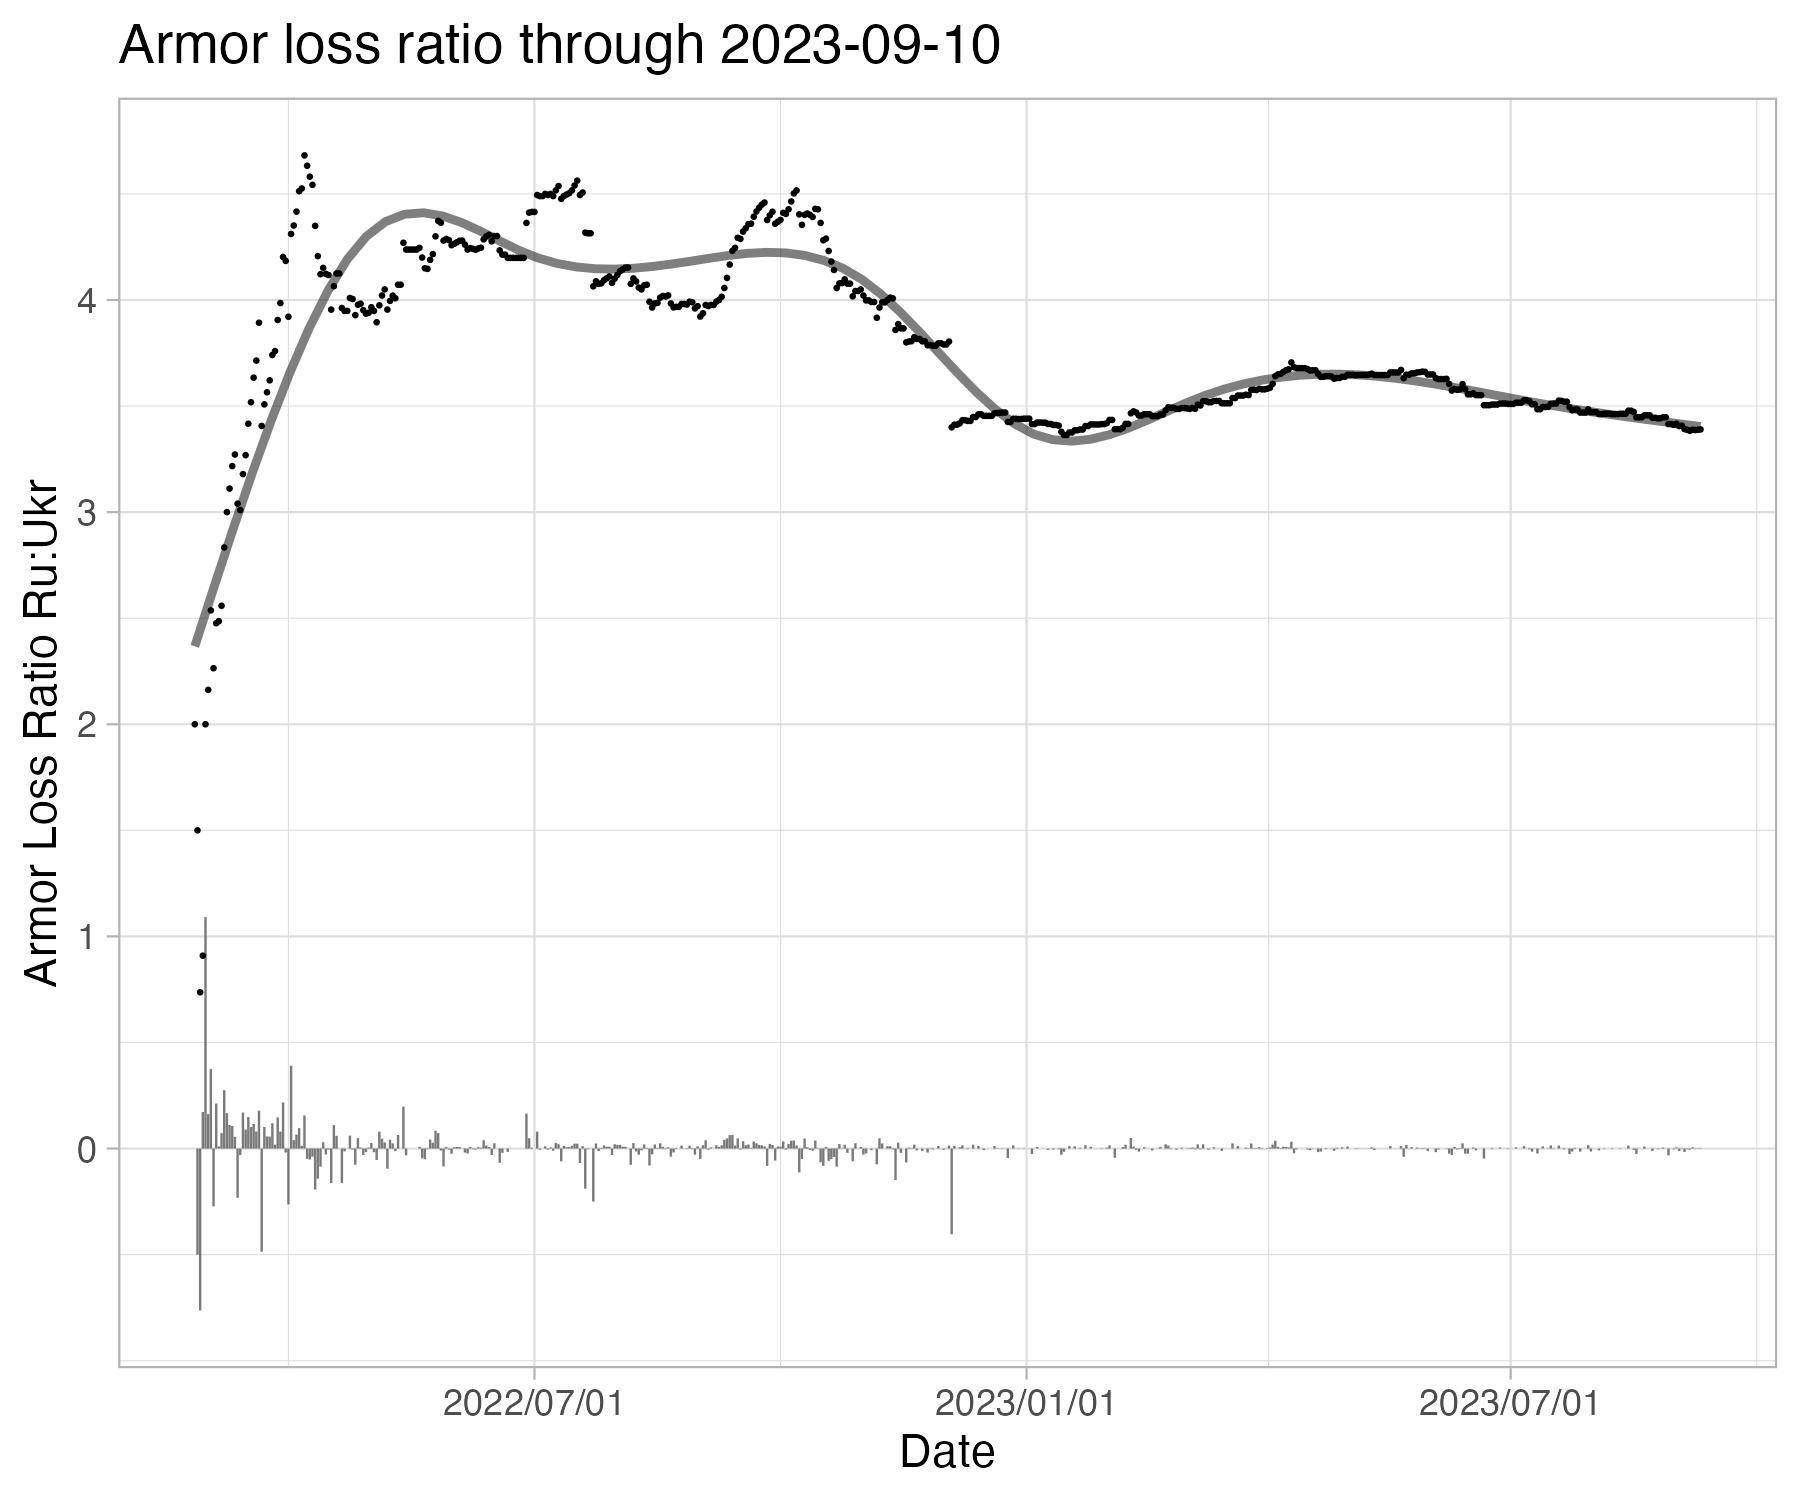 Armor loss ratio through 2023-09-10
Armor Loss Ratio Ru:Ukr
4
3
2
1
0
2022/07/01
2023/01/01
2023/07/01
Date